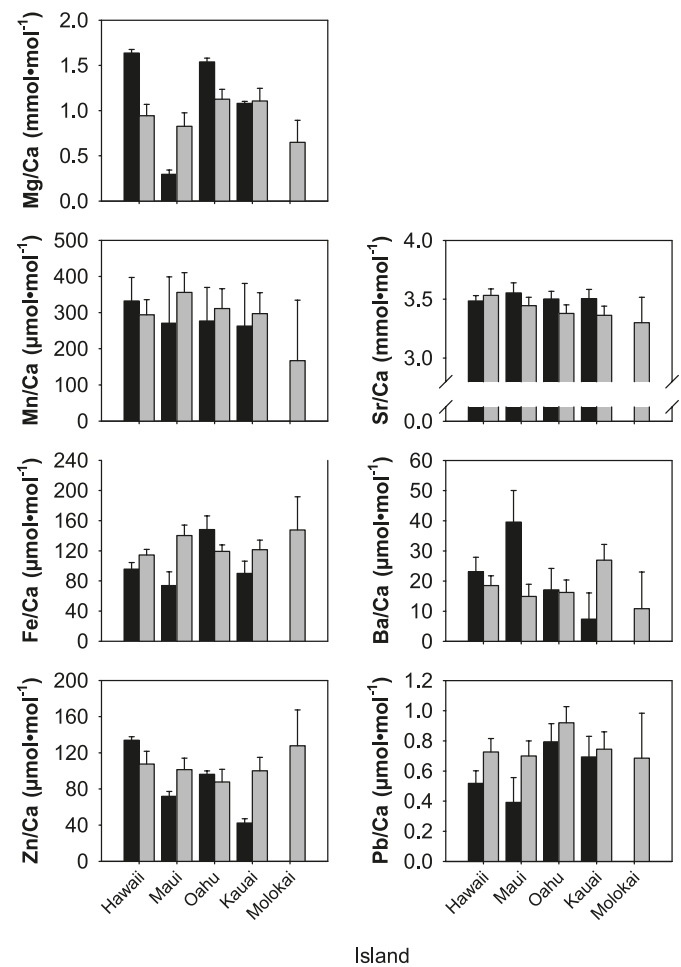 Mg/Ca (mmol•mol⁻¹)
2.0
1.5
1.0
0.5
0.0
Mn/Ca (µmol•mol⁻¹)
500
400
300
200
100
0
Sr/Ca (mmol•mol⁻¹)
4.0
3.5
3.0
0.0
Fe/Ca (µmol•mol⁻¹)
240
200
160
120
80
40
0
Ba/Ca (µmol•mol⁻¹)
60
50
40
30
20
10
0
Zn/Ca (µmol•mol⁻¹)
200
160
120
80
40
0
Hawaii
Maui
Oahu
Kauai
Molokai
Pb/Ca (µmol•mol⁻¹)
1.2
1.0
0.8
0.6
0.4
0.2
0.0
Hawaii
Maui
Oahu
Kauai
Molokai
Island